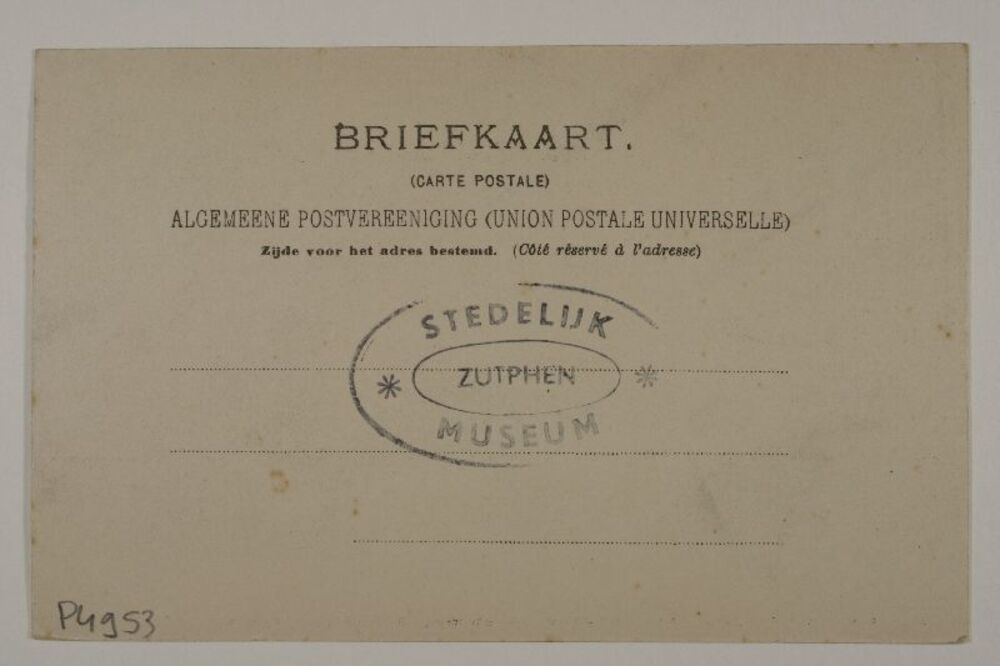 BRIEFKAART.
(CARTE POSTALE)
ALGEMEENE POSTVEREENIGING (UNION POSTALE UNIVERSELLE)
Zijde voor het adres bestemd. (Côté réservé à l'adresse)
STEDELIJK
* ZUTPHEN *
MUSEUM
P4953